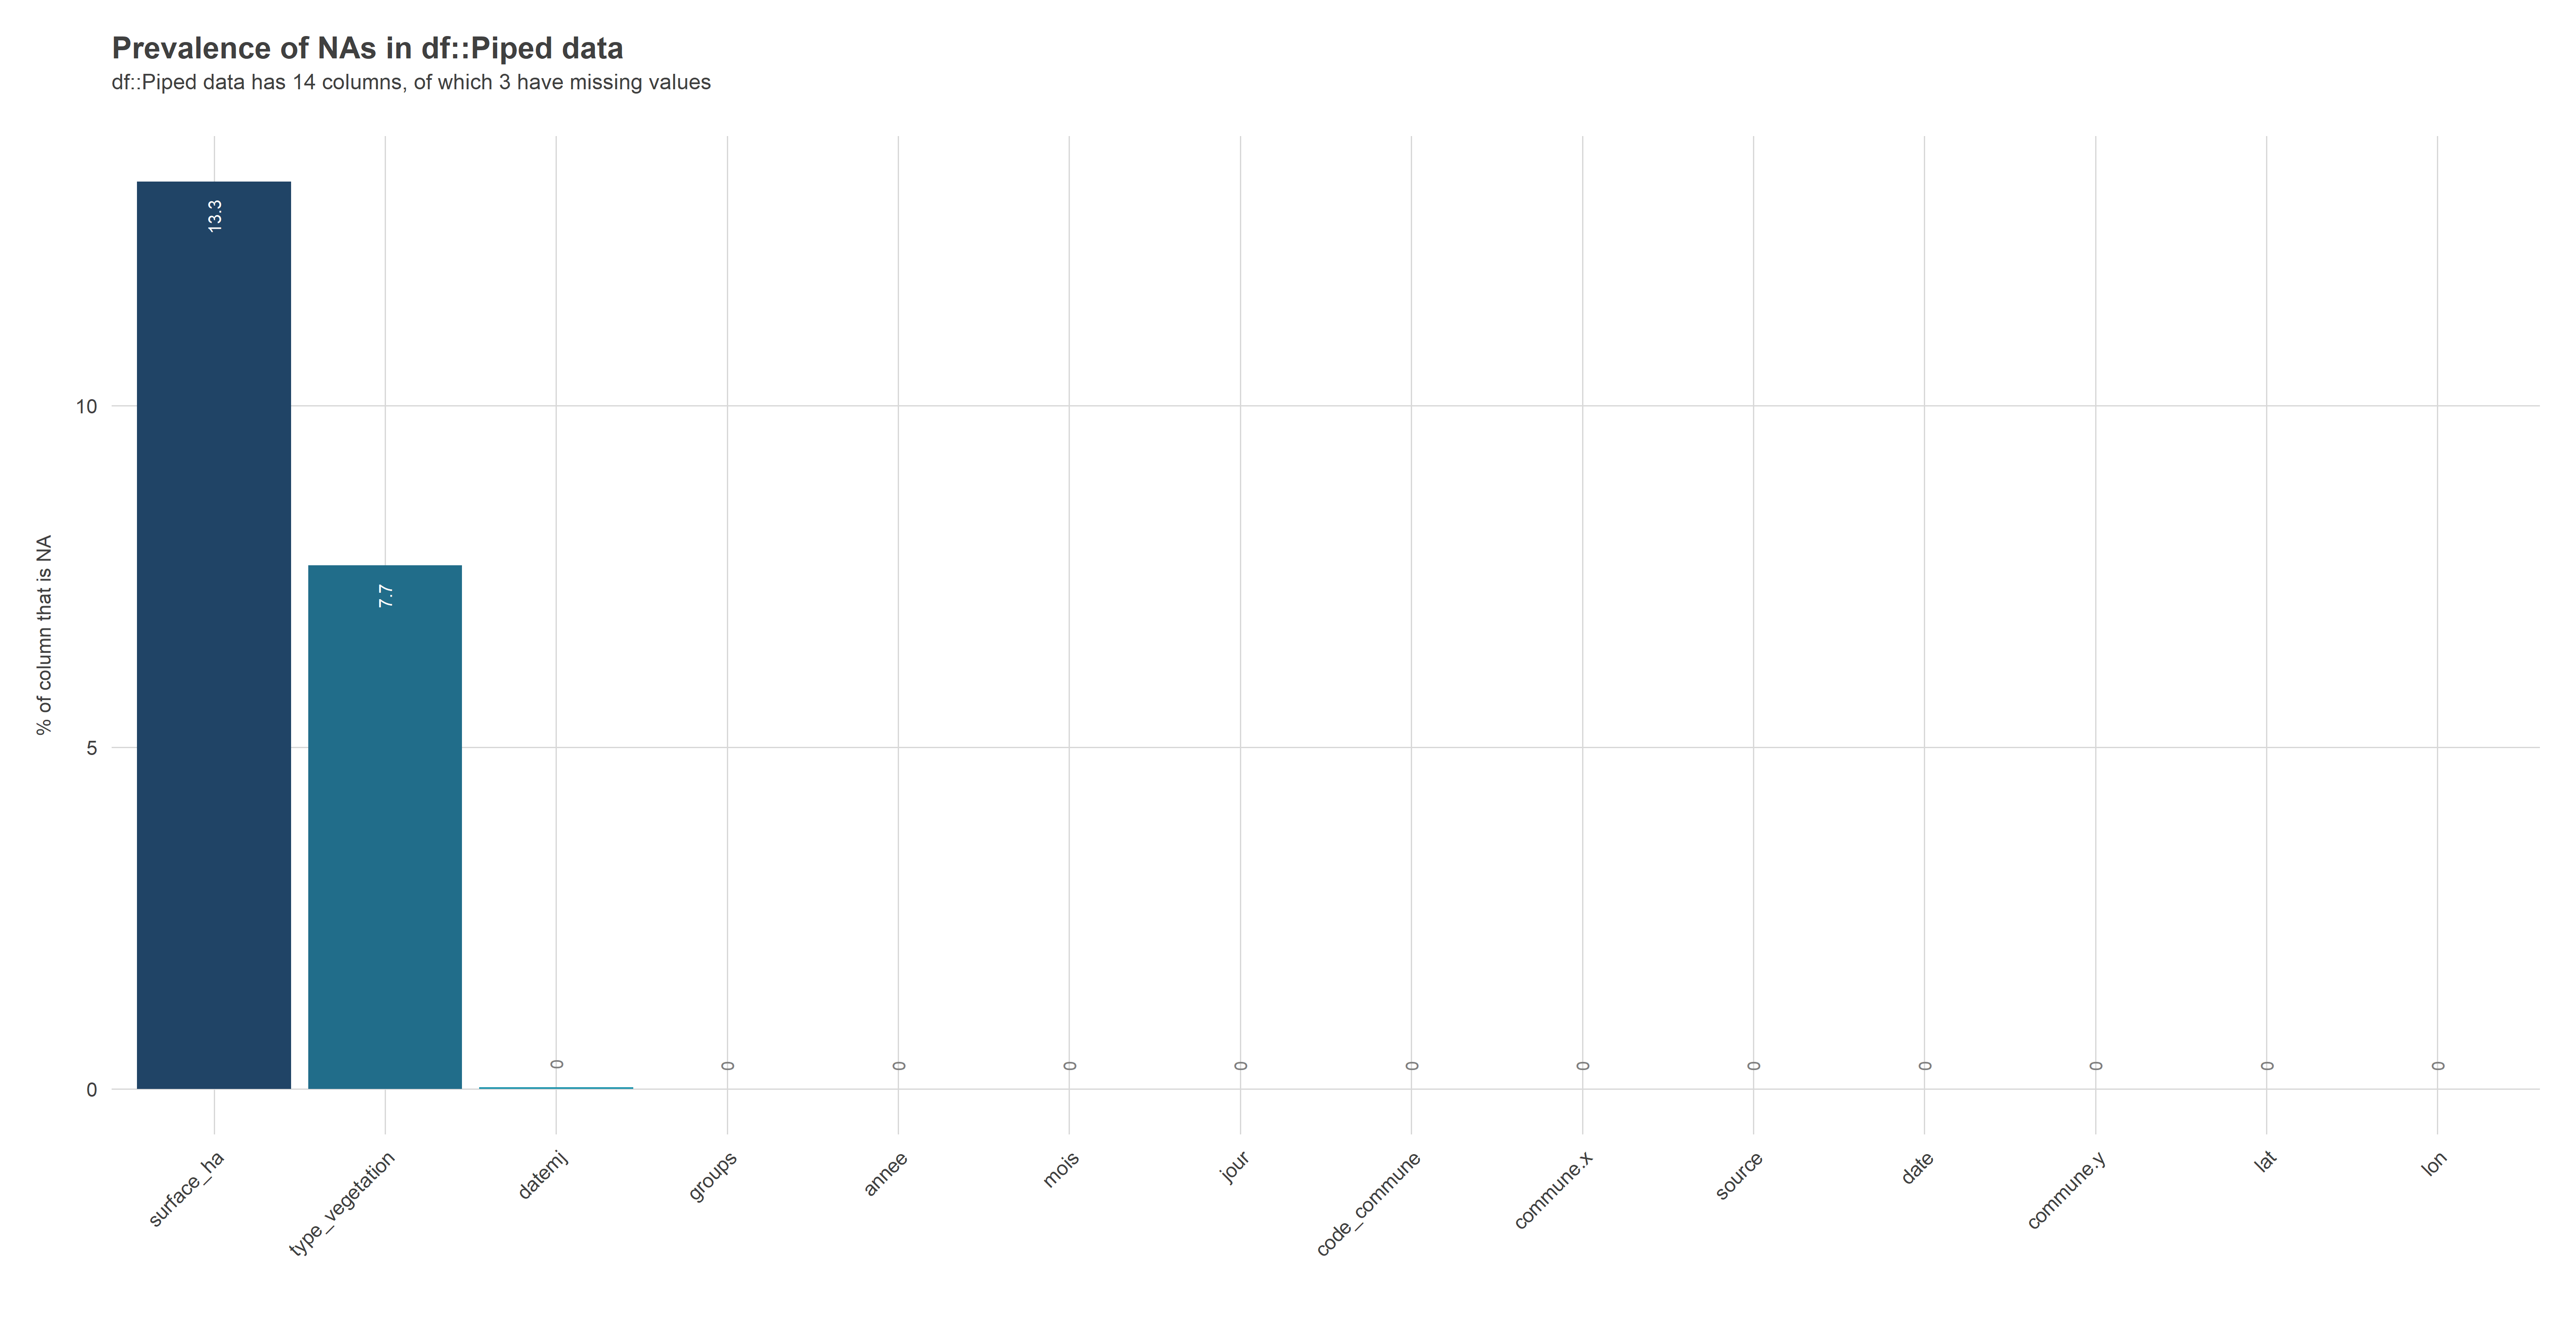 Prevalence of NAs in df::Piped data
df::Piped data has 14 columns, of which 3 have missing values
% of column that is NA
10
5
0
13.3
7.7
0
0
0
0
0
0
0
0
0
0
0
0
surface_ha
type_vegetation
datemj
groups
annee
mois
jour
code_commune
commune.x
source
date
commune.y
lat
lon